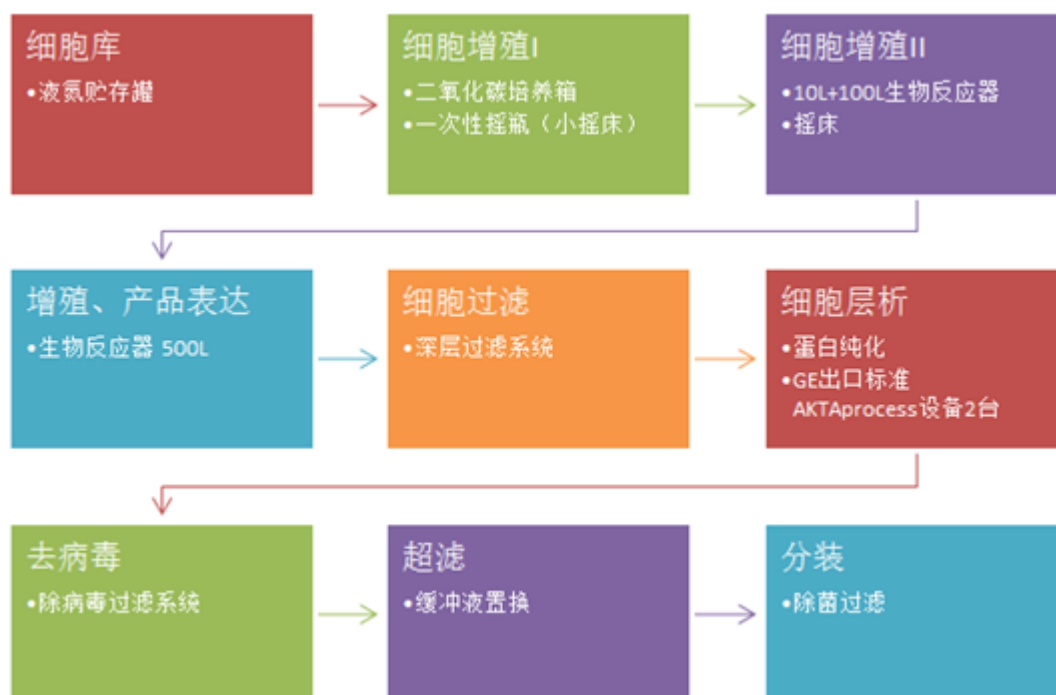 细胞库
•液氮贮存罐
细胞增殖I
•二氧化碳培养箱
•一次性摇瓶（小摇床）
细胞增殖II
•10L+100L生物反应器
•摇床
增殖、产品表达
•生物反应器 500L
细胞过滤
•深层过滤系统
细胞层析
•蛋白纯化
•GE出口标准
AKTAprocess设备2台
去病毒
•除病毒过滤系统
超滤
•缓冲液置换
分装
•除菌过滤